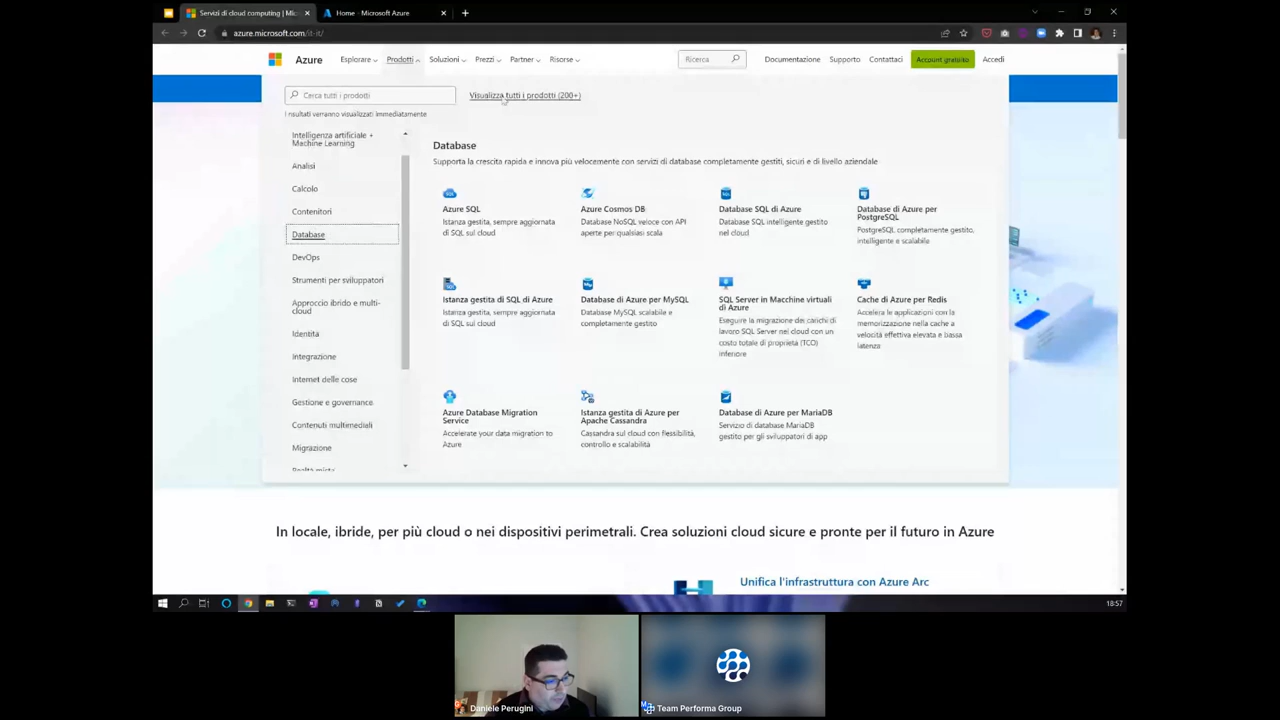 Servizi di cloud computing | Mic
Home - Microsoft Azure
azure.microsoft.com/it-it/
Azure
Esplorare
Prodotti
Soluzioni
Prezzi
Partner
Risorse
Ricerca
Documentazione
Supporto
Contattaci
Account gratuito
Accedi
Cerca tutti i prodotti
Visualizza tutti i prodotti (200+)
I risultati verranno visualizzati immediatamente
Intelligenza artificiale +
Machine Learning
Analisi
Calcolo
Contenitori
Database
DevOps
Strumenti per sviluppatori
Approccio ibrido e multi-
cloud
Identità
Integrazione
Internet delle cose
Gestione e governance
Contenuti multimediali
Migrazione
Realtà mista
Database
Supporta la crescita rapida e innova più velocemente con servizi di database completamente gestiti, sicuri e di livello aziendale
Azure SQL
Istanza gestita, sempre aggiornata
di SQL su cloud
Azure Cosmos DB
Database NoSQL veloce con API
aperte per qualsiasi scala
Database SQL di Azure
Database SQL intelligente gestito
nel cloud
Database di Azure per
PostgreSQL
PostgreSQL completamente gestito,
intelligente e scalabile
Istanza gestita di SQL di Azure
Istanza gestita, sempre aggiornata
di SQL su cloud
Database di Azure per MySQL
Database MySQL scalabile e
completamente gestito
SQL Server in Macchine virtuali
di Azure
Eseguire la migrazione dei carichi di
lavoro SQL Server nel cloud con un
costo totale di proprietà (TCO)
inferiore
Cache di Azure per Redis
Accelera le applicazioni con la
memorizzazione nella cache a
velocità effettiva elevata e bassa
latenza
Azure Database Migration
Service
Accelerate your data migration to
Azure
Istanza gestita di Azure per
Apache Cassandra
Cassandra sul cloud con flessibilità,
controllo e scalabilità
Database di Azure per MariaDB
Servizio di database MariaDB
gestito per gli sviluppatori di app
In locale, ibride, per più cloud o nei dispositivi perimetrali. Crea soluzioni cloud sicure e pronte per il futuro in Azure
Unifica l'infrastruttura con Azure Arc
18:57
Daniele Perugini
Team Performa Group